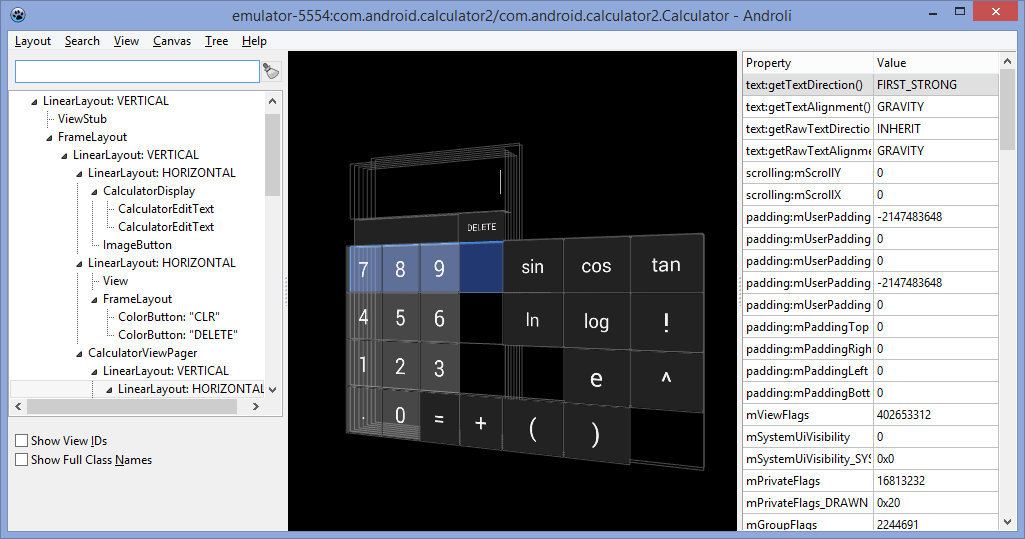 emulator-5554:com.android.calculator2/com.android.calculator2.Calculator - Androli
Layout Search View Canvas Tree Help
LinearLayout: VERTICAL
ViewStub
FrameLayout
LinearLayout: VERTICAL
LinearLayout: HORIZONTAL
CalculatorDisplay
CalculatorEditText
CalculatorEditText
ImageButton
LinearLayout: HORIZONTAL
View
FrameLayout
ColorButton: "CLR"
ColorButton: "DELETE"
CalculatorViewPager
LinearLayout: VERTICAL
LinearLayout: HORIZONTAL
Show View IDs
Show Full Class Names
DELETE
7 8 9 sin cos tan
4 5 6 ln log !
1 2 3 e ^
. 0 = + ( )
Property Value
text:getTextDirection() FIRST_STRONG
text:getTextAlignment() GRAVITY
text:getRawTextDirectio INHERIT
text:getRawTextAlignme GRAVITY
scrolling:mScrollY 0
scrolling:mScrollX 0
padding:mUserPadding -2147483648
padding:mUserPadding 0
padding:mUserPadding 0
padding:mUserPadding -2147483648
padding:mUserPadding 0
padding:mPaddingTop 0
padding:mPaddingRigh 0
padding:mPaddingLeft 0
padding:mPaddingBott 0
mViewFlags 402653312
mSystemUiVisibility 0
mSystemUiVisibility_SYS 0x0
mPrivateFlags 16813232
mPrivateFlags_DRAWN 0x20
mGroupFlags 2244691